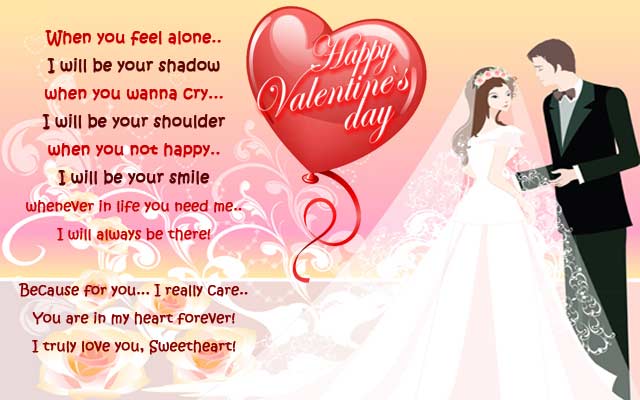 When you feel alone..
I will be your shadow
when you wanna cry...
I will be your shoulder
when you not happy..
I will be your smile
whenever in life you need me..
I will always be there!
Because for you... I really care..
You are in my heart forever!
I truly love you, Sweetheart!
Happy
Valentine`s
day